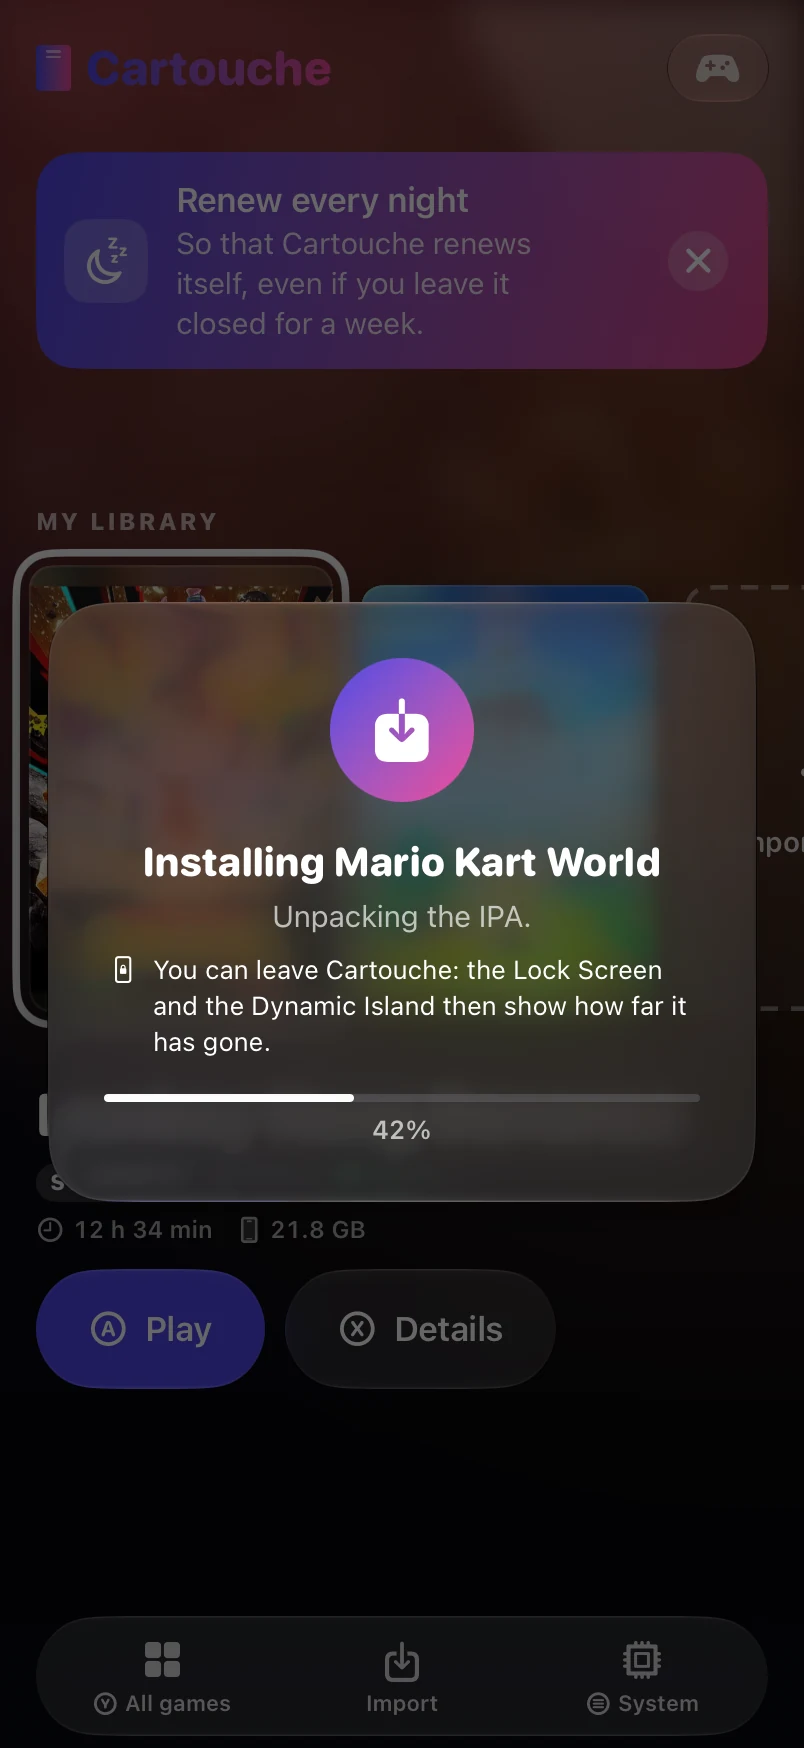 Cartouche
Renew every night
So that Cartouche renews
itself, even if you leave it
closed for a week.
MY LIBRARY
Installing Mario Kart World
Unpacking the IPA.
You can leave Cartouche: the Lock Screen
and the Dynamic Island then show how far it
has gone.
42%
12 h 34 min 21.8 GB
A Play
X Details
Y All games
Import
System